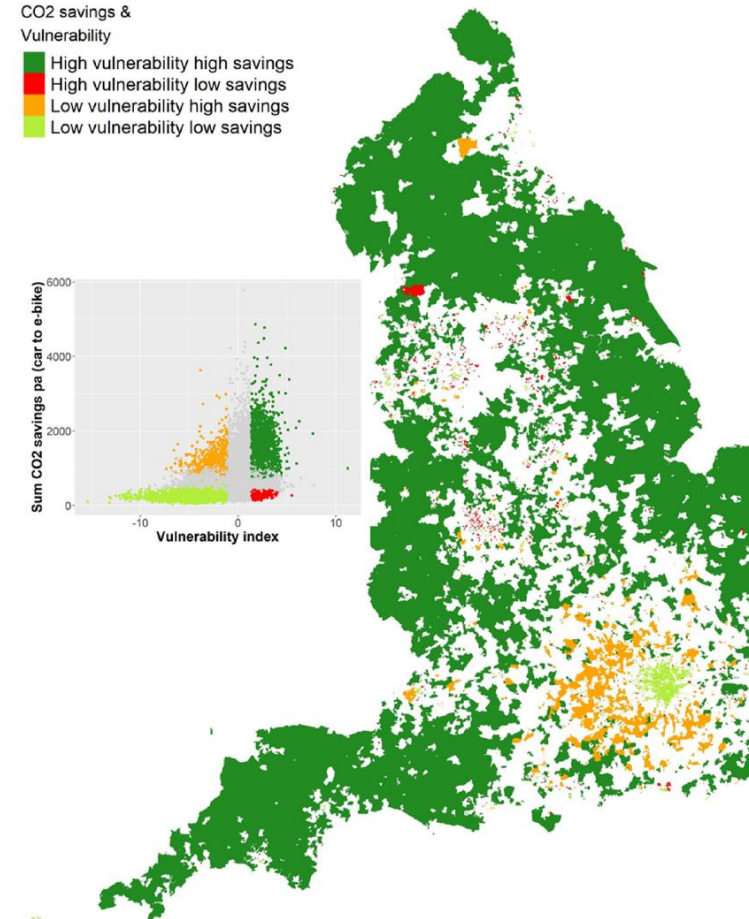 CO2 savings &
Vulnerability
High vulnerability high savings
High vulnerability low savings
Low vulnerability high savings
Low vulnerability low savings
Sum CO2 savings pa (car to e-bike)
6000
4000
2000
0
-10
0
10
Vulnerability index